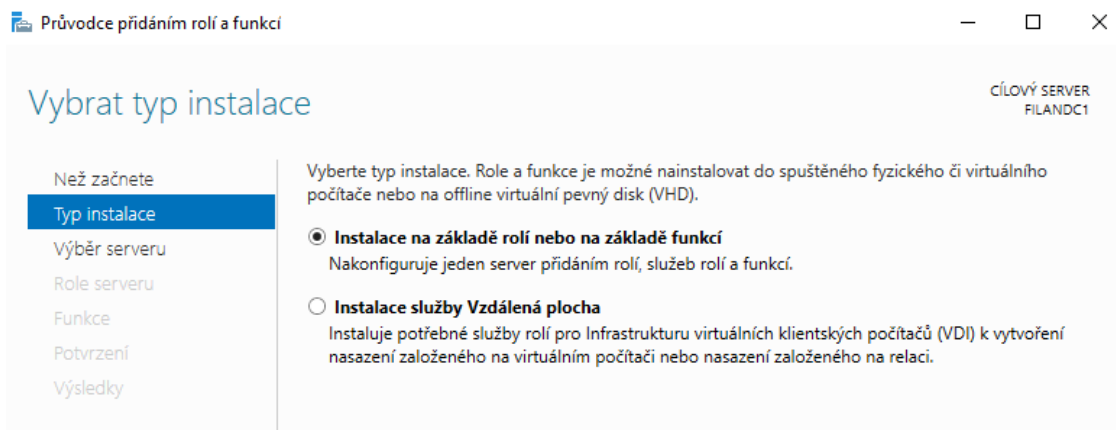 Průvodce přidáním rolí a funkcí
Vybrat typ instalace
CÍLOVÝ SERVER
FILANDC1
Než začnete
Typ instalace
Výběr serveru
Role serveru
Funkce
Potvrzení
Výsledky
Vyberte typ instalace. Role a funkce je možné nainstalovat do spuštěného fyzického či virtuálního
počítače nebo na offline virtuální pevný disk (VHD).
Instalace na základě rolí nebo na základě funkcí
Nakonfiguruje jeden server přidáním rolí, služeb rolí a funkcí.
Instalace služby Vzdálená plocha
Instaluje potřebné služby rolí pro Infrastrukturu virtuálních klientských počítačů (VDI) k vytvoření
nasazení založeného na virtuálním počítači nebo nasazení založeného na relaci.